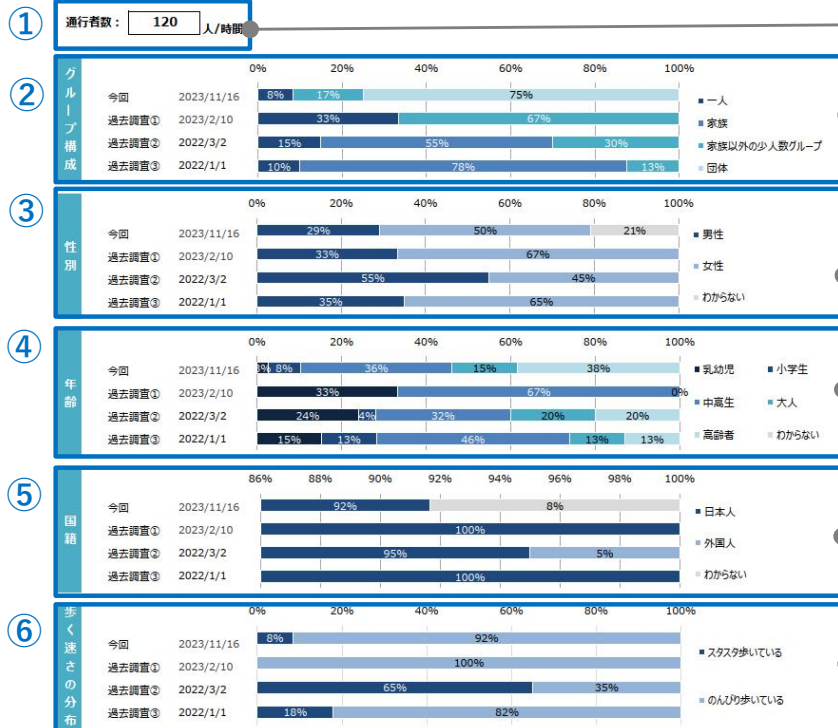 ①
通行者数： 120 人/時間
②
グループ構成
0% 20% 40% 60% 80% 100%
今回 2023/11/16 8% 17% 75%
過去調査① 2023/2/10 33% 67%
過去調査② 2022/3/2 15% 55% 30%
過去調査③ 2022/1/1 10% 78% 13%
一人
家族
家族以外の少人数グループ
団体
③
性別
0% 20% 40% 60% 80% 100%
今回 2023/11/16 29% 50% 21%
過去調査① 2023/2/10 33% 67%
過去調査② 2022/3/2 55% 45%
過去調査③ 2022/1/1 35% 65%
男性
女性
わからない
④
年齢
0% 20% 40% 60% 80% 100%
今回 2023/11/16 3% 8% 36% 15% 38%
過去調査① 2023/2/10 33% 67% 0%
過去調査② 2022/3/2 24% 4% 32% 20% 20%
過去調査③ 2022/1/1 15% 13% 46% 13% 13%
乳幼児 小学生
中高生 大人
高齢者 わからない
⑤
国籍
86% 88% 90% 92% 94% 96% 98% 100%
今回 2023/11/16 92% 8%
過去調査① 2023/2/10 100%
過去調査② 2022/3/2 95% 5%
過去調査③ 2022/1/1 100%
日本人
外国人
わからない
⑥
歩く速さの分布
0% 20% 40% 60% 80% 100%
今回 2023/11/16 8% 92%
過去調査① 2023/2/10 100%
過去調査② 2022/3/2 65% 35%
過去調査③ 2022/1/1 18% 82%
スタスタ歩いている
のんびり歩いている